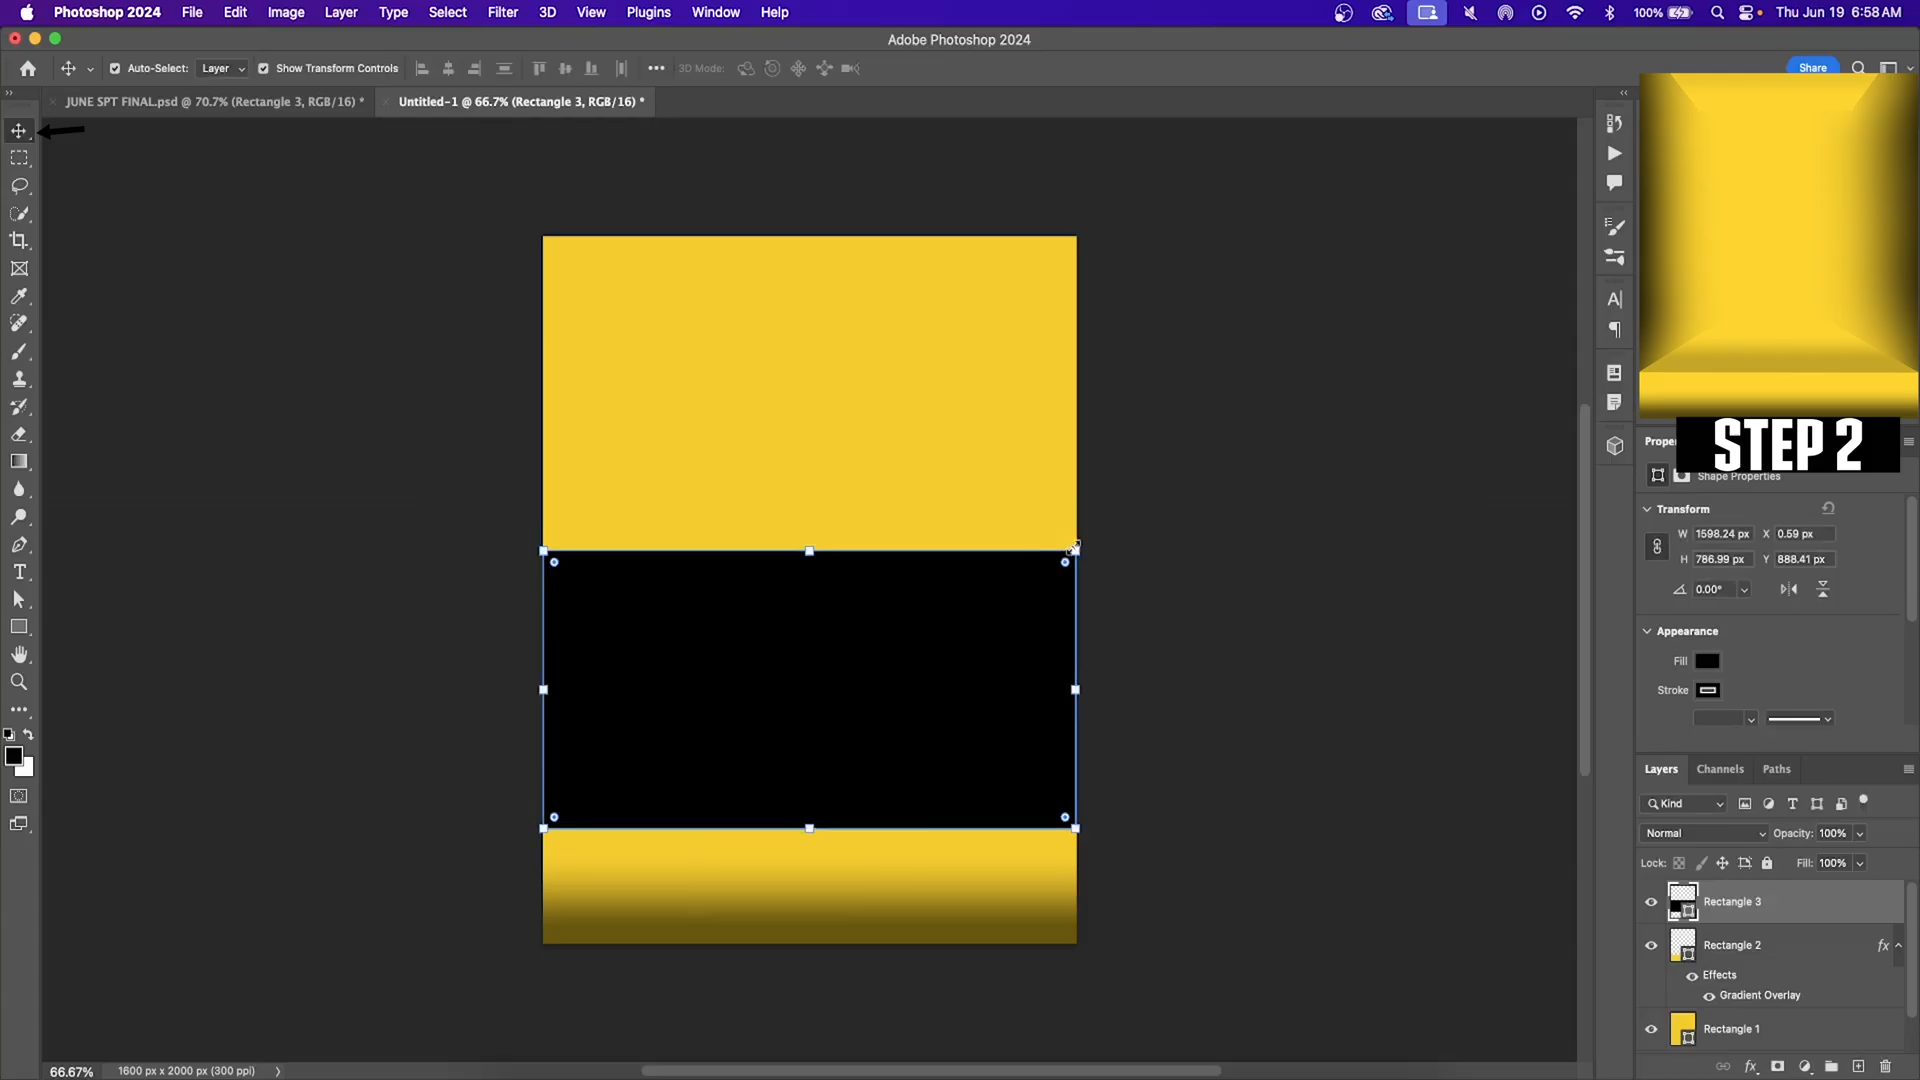 Photoshop 2024 File Edit Image Layer Type Select Filter 3D View Plugins Window Help 100% Thu Jun 19 6:58 AM
Adobe Photoshop 2024
Auto-Select: Layer Show Transform Controls 3D Mode: Share
JUNE SPT FINAL.psd @ 70.7% (Rectangle 3, RGB/16) * Untitled-1 @ 66.7% (Rectangle 3, RGB/16) *
STEP 2
Shape Properties
Transform
W 1598.24 px X 0.59 px
H 786.99 px Y 888.41 px
0.00°
Appearance
Fill
Stroke
Layers Channels Paths
Kind
Normal Opacity: 100%
Lock: Fill: 100%
Rectangle 3
Rectangle 2 fx
Effects
Gradient Overlay
Rectangle 1
66.67% 1600 px x 2000 px (300 ppi)